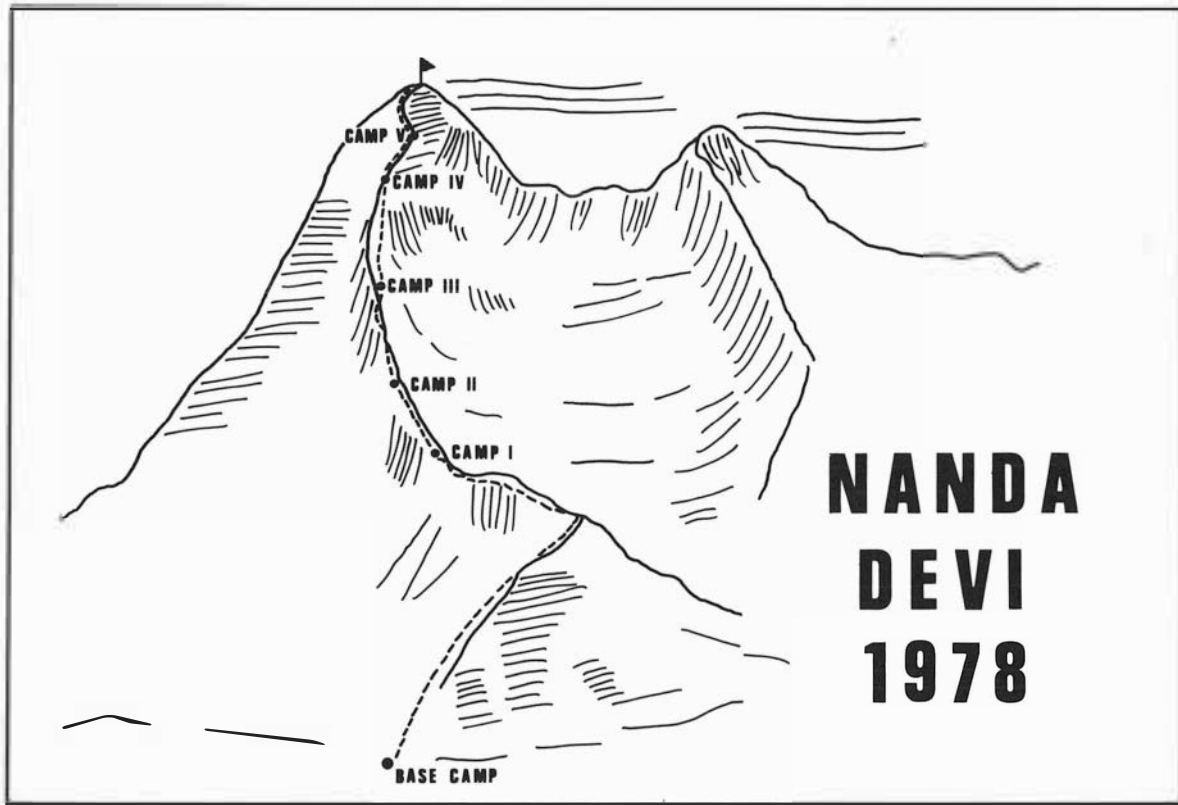 CAMP V
CAMP IV
CAMP III
CAMP II
CAMP I
NANDA
DEVI
1978
BASE CAMP